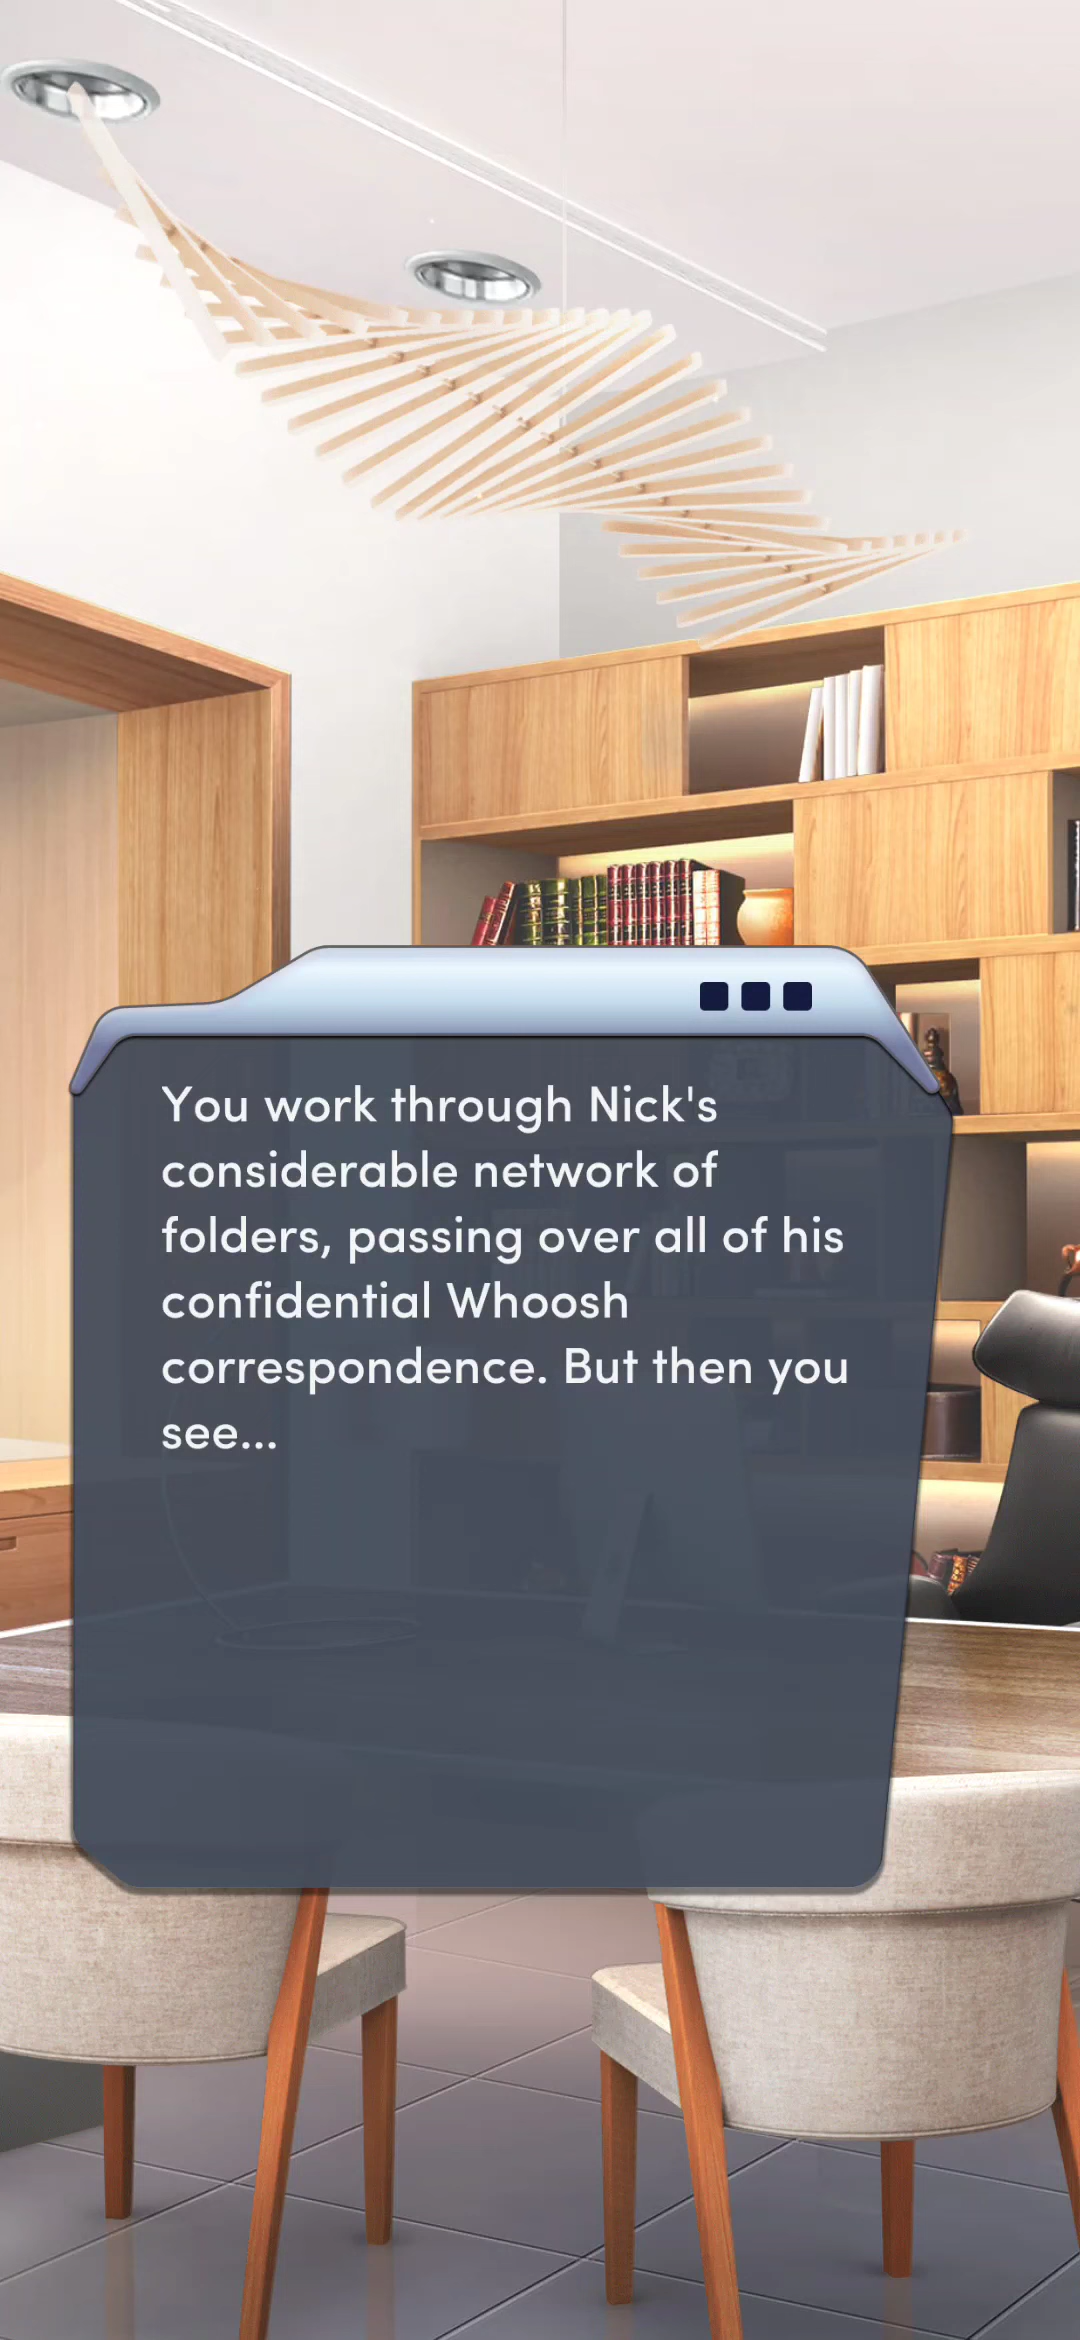 You work through Nick's
considerable network of
folders, passing over all of his
confidential Whoosh
correspondence. But then you
see...